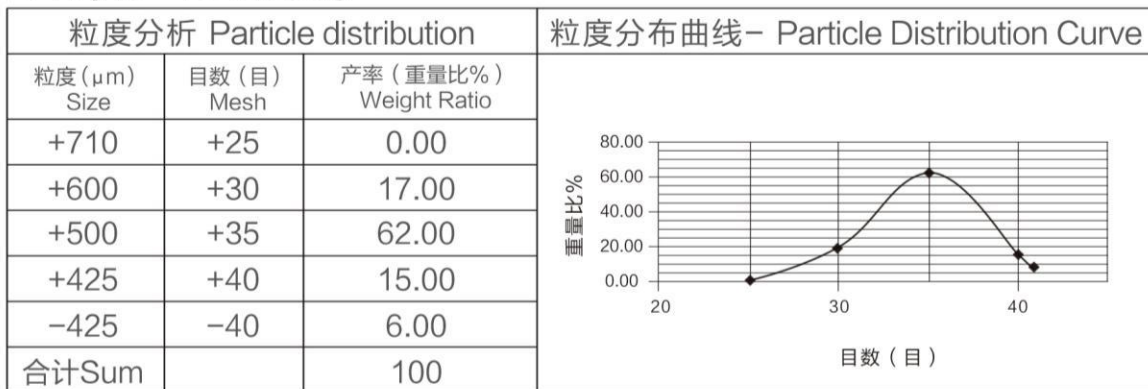 粒度分析 Particle distribution
粒度分布曲线- Particle Distribution Curve
粒度(μm) 目数(目) 产率(重量比%)
Size Mesh Weight Ratio
+710 +25 0.00
+600 +30 17.00
+500 +35 62.00
+425 +40 15.00
-425 -40 6.00
合计Sum 100
80.00
60.00
40.00
20.00
0.00
重量比%
20 30 40
目数(目)